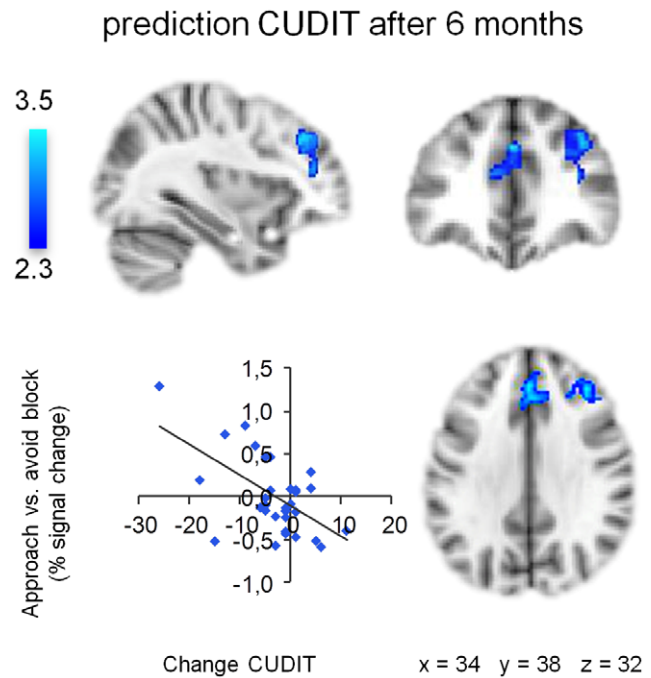 prediction CUDIT after 6 months
3.5
2.3
Approach vs. avoid block
(% signal change)
1,5
1,0
0,5
0,0
-0,5
-1,0
-30 -20 -10 0 10 20
Change CUDIT
x = 34 y = 38 z = 32